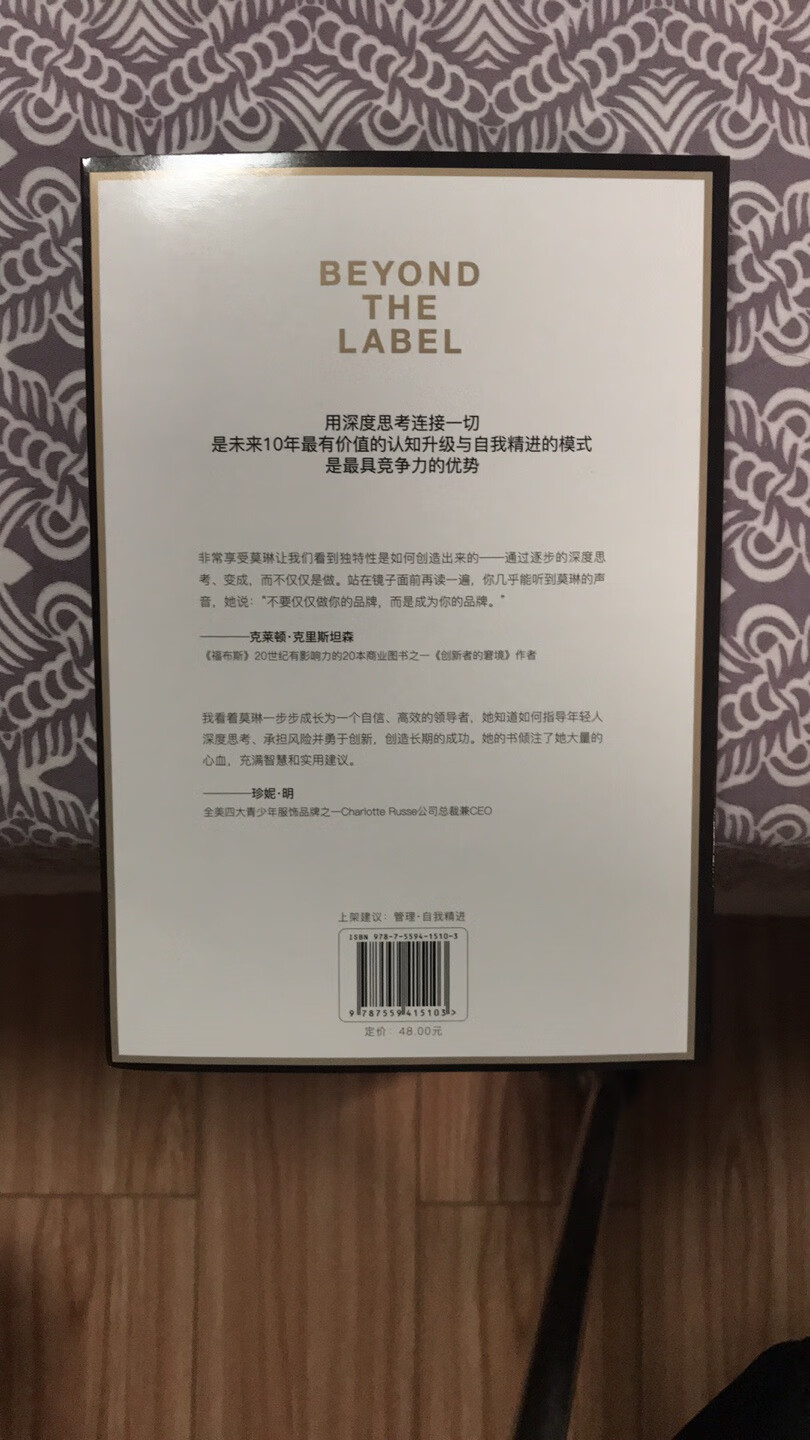 BEYOND
THE
LABEL
用深度思考连接一切
是未来10年最有价值的认知升级与自我精进的模式
是最具竞争力的优势
非常享受莫琳让我们看到独特性是如何创造出来的——通过逐步的深度思
考、变成，而不仅仅是做。站在镜子面前再读一遍，你几乎能听到莫琳的声
音，她说：“不要仅仅做你的品牌，而是成为你的品牌。”
————克莱顿·克里斯坦森
《福布斯》20世纪有影响力的20本商业图书之一《创新者的窘境》作者
我看着莫琳一步步成长为一个自信、高效的领导者，她知道如何指导年轻人
深度思考、承担风险并勇于创新，创造长期的成功。她的书倾注了她大量的
心血，充满智慧和实用建议。
————珍妮·明
全美四大青少年服饰品牌之一Charlotte Russe公司总裁兼CEO
上架建议：管理·自我精进
ISBN 978-7-5594-1510-3
9 787559 415103 >
定价：48.00元